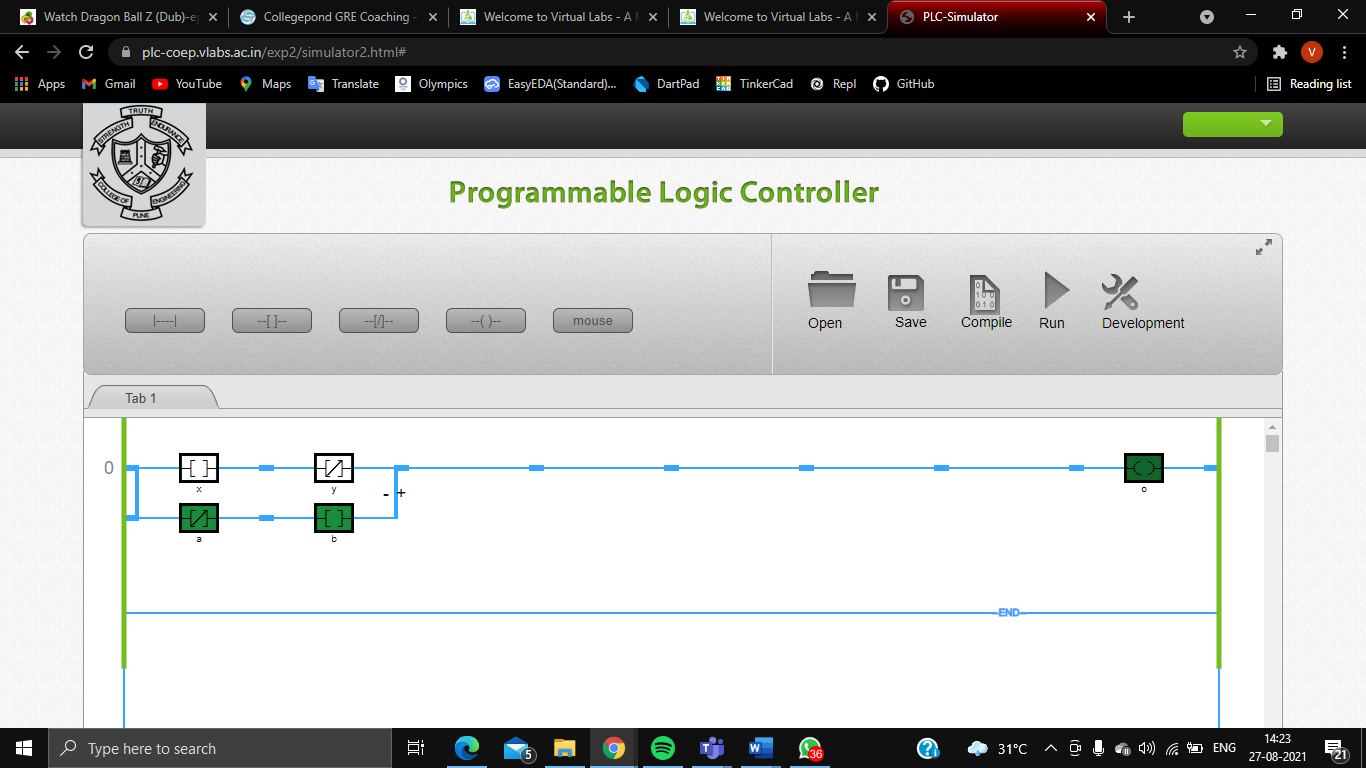 Watch Dragon Ball Z (Dub)-ep
Collegepond GRE Coaching -
Welcome to Virtual Labs - A M
Welcome to Virtual Labs - A M
PLC-Simulator
plc-coep.vlabs.ac.in/exp2/simulator2.html#
V
Apps
Gmail
YouTube
Maps
Translate
Olympics
EasyEDA(Standard)...
DartPad
TinkerCad
Repl
GitHub
Reading list
TRUTH
STRENGTH
ENDURANCE
COLLEGE OF
ENGINEERING
PUNE
Programmable Logic Controller
|----|
--[ ]--
--[/]--
--( )--
mouse
Open
Save
Compile
Run
Development
Tab 1
0
x
y
o
- +
a
b
-END-
Type here to search
5
36
31°C
ENG
14:23
27-08-2021
21